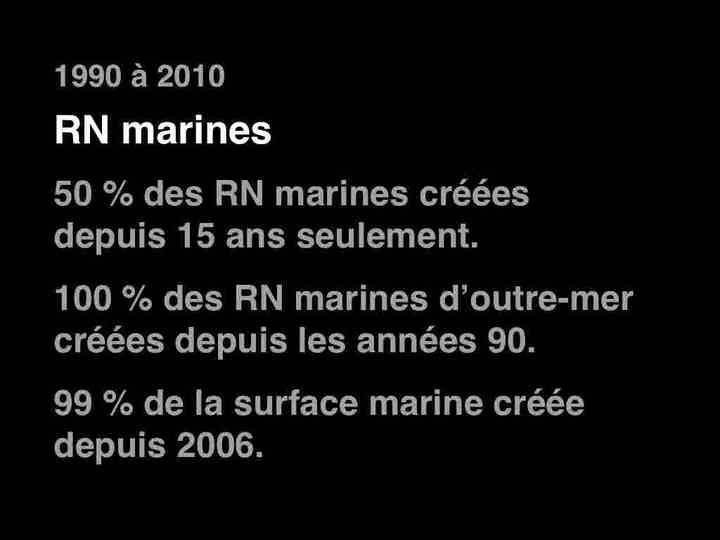 1990 à 2010
RN marines
50 % des RN marines créées
depuis 15 ans seulement.
100 % des RN marines d’outre-mer
créées depuis les années 90.
99 % de la surface marine créée
depuis 2006.